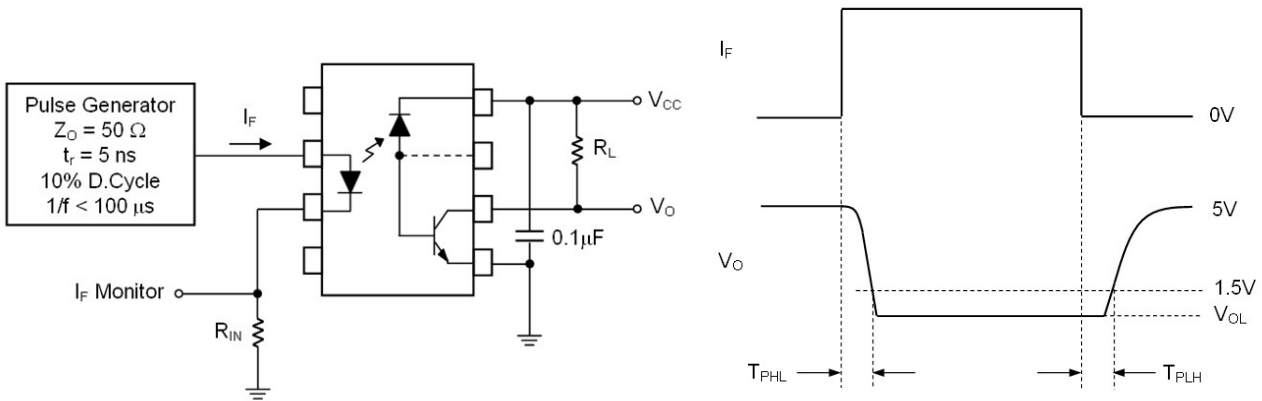 Pulse Generator
Z_O = 50 Ω
t_r = 5 ns
10% D.Cycle
1/f < 100 μs
I_F
V_CC
R_L
V_O
0.1μF
I_F Monitor
R_IN
I_F
0V
5V
V_O
1.5V
V_OL
T_PHL
T_PLH